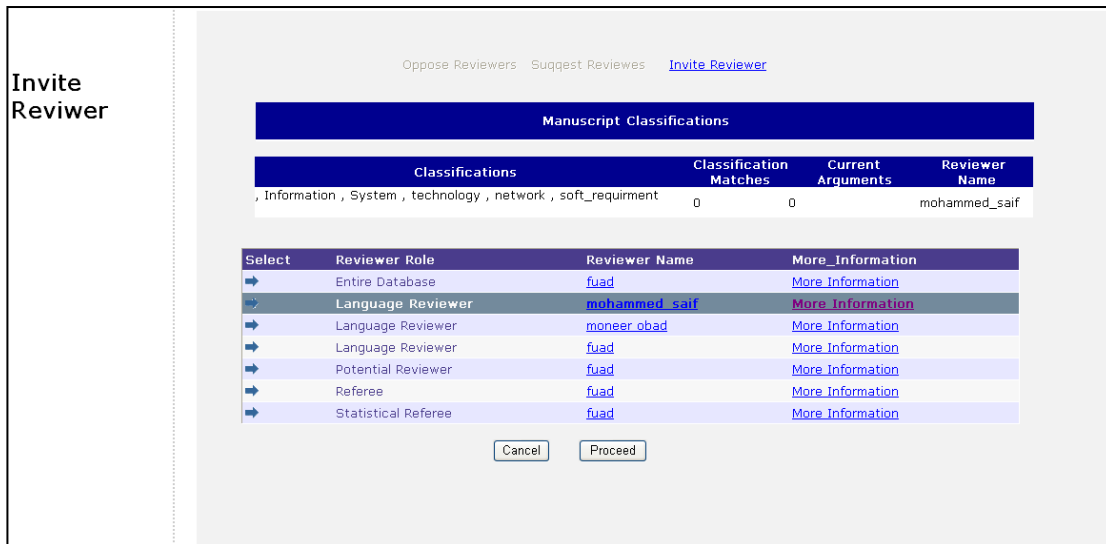 Invite
Reviwer
Oppose Reviewers Suqqest Reviewes Invite Reviewer
Manuscript Classifications
Classifications Classification Matches Current Arguments Reviewer Name
, Information , System , technology , network , soft_requirment 0 0 mohammed_saif
Select Reviewer Role Reviewer Name More_Information
Entire Database fuad More Information
Language Reviewer mohammed_saif More Information
Language Reviewer moneer obad More Information
Language Reviewer fuad More Information
Potential Reviewer fuad More Information
Referee fuad More Information
Statistical Referee fuad More Information
Cancel Proceed